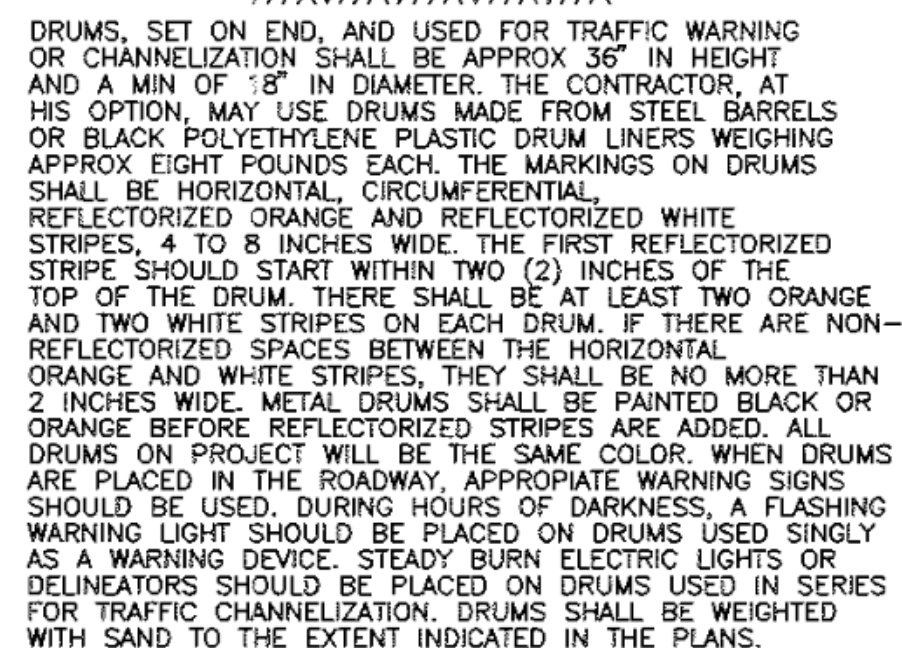 DRUMS, SET ON END, AND USED FOR TRAFFIC WARNING
OR CHANNELIZATION SHALL BE APPROX 36" IN HEIGHT
AND A MIN OF 18" IN DIAMETER. THE CONTRACTOR, AT
HIS OPTION, MAY USE DRUMS MADE FROM STEEL BARRELS
OR BLACK POLYETHYLENE PLASTIC DRUM LINERS WEIGHING
APPROX EIGHT POUNDS EACH. THE MARKINGS ON DRUMS
SHALL BE HORIZONTAL, CIRCUMFERENTIAL,
REFLECTORIZED ORANGE AND REFLECTORIZED WHITE
STRIPES, 4 TO 8 INCHES WIDE. THE FIRST REFLECTORIZED
STRIPE SHOULD START WITHIN TWO (2) INCHES OF THE
TOP OF THE DRUM. THERE SHALL BE AT LEAST TWO ORANGE
AND TWO WHITE STRIPES ON EACH DRUM. IF THERE ARE NON-
REFLECTORIZED SPACES BETWEEN THE HORIZONTAL
ORANGE AND WHITE STRIPES, THEY SHALL BE NO MORE THAN
2 INCHES WIDE. METAL DRUMS SHALL BE PAINTED BLACK OR
ORANGE BEFORE REFLECTORIZED STRIPES ARE ADDED. ALL
DRUMS ON PROJECT WILL BE THE SAME COLOR. WHEN DRUMS
ARE PLACED IN THE ROADWAY, APPROPIATE WARNING SIGNS
SHOULD BE USED. DURING HOURS OF DARKNESS, A FLASHING
WARNING LIGHT SHOULD BE PLACED ON DRUMS USED SINGLY
AS A WARNING DEVICE. STEADY BURN ELECTRIC LIGHTS OR
DELINEATORS SHOULD BE PLACED ON DRUMS USED IN SERIES
FOR TRAFFIC CHANNELIZATION. DRUMS SHALL BE WEIGHTED
WITH SAND TO THE EXTENT INDICATED IN THE PLANS.